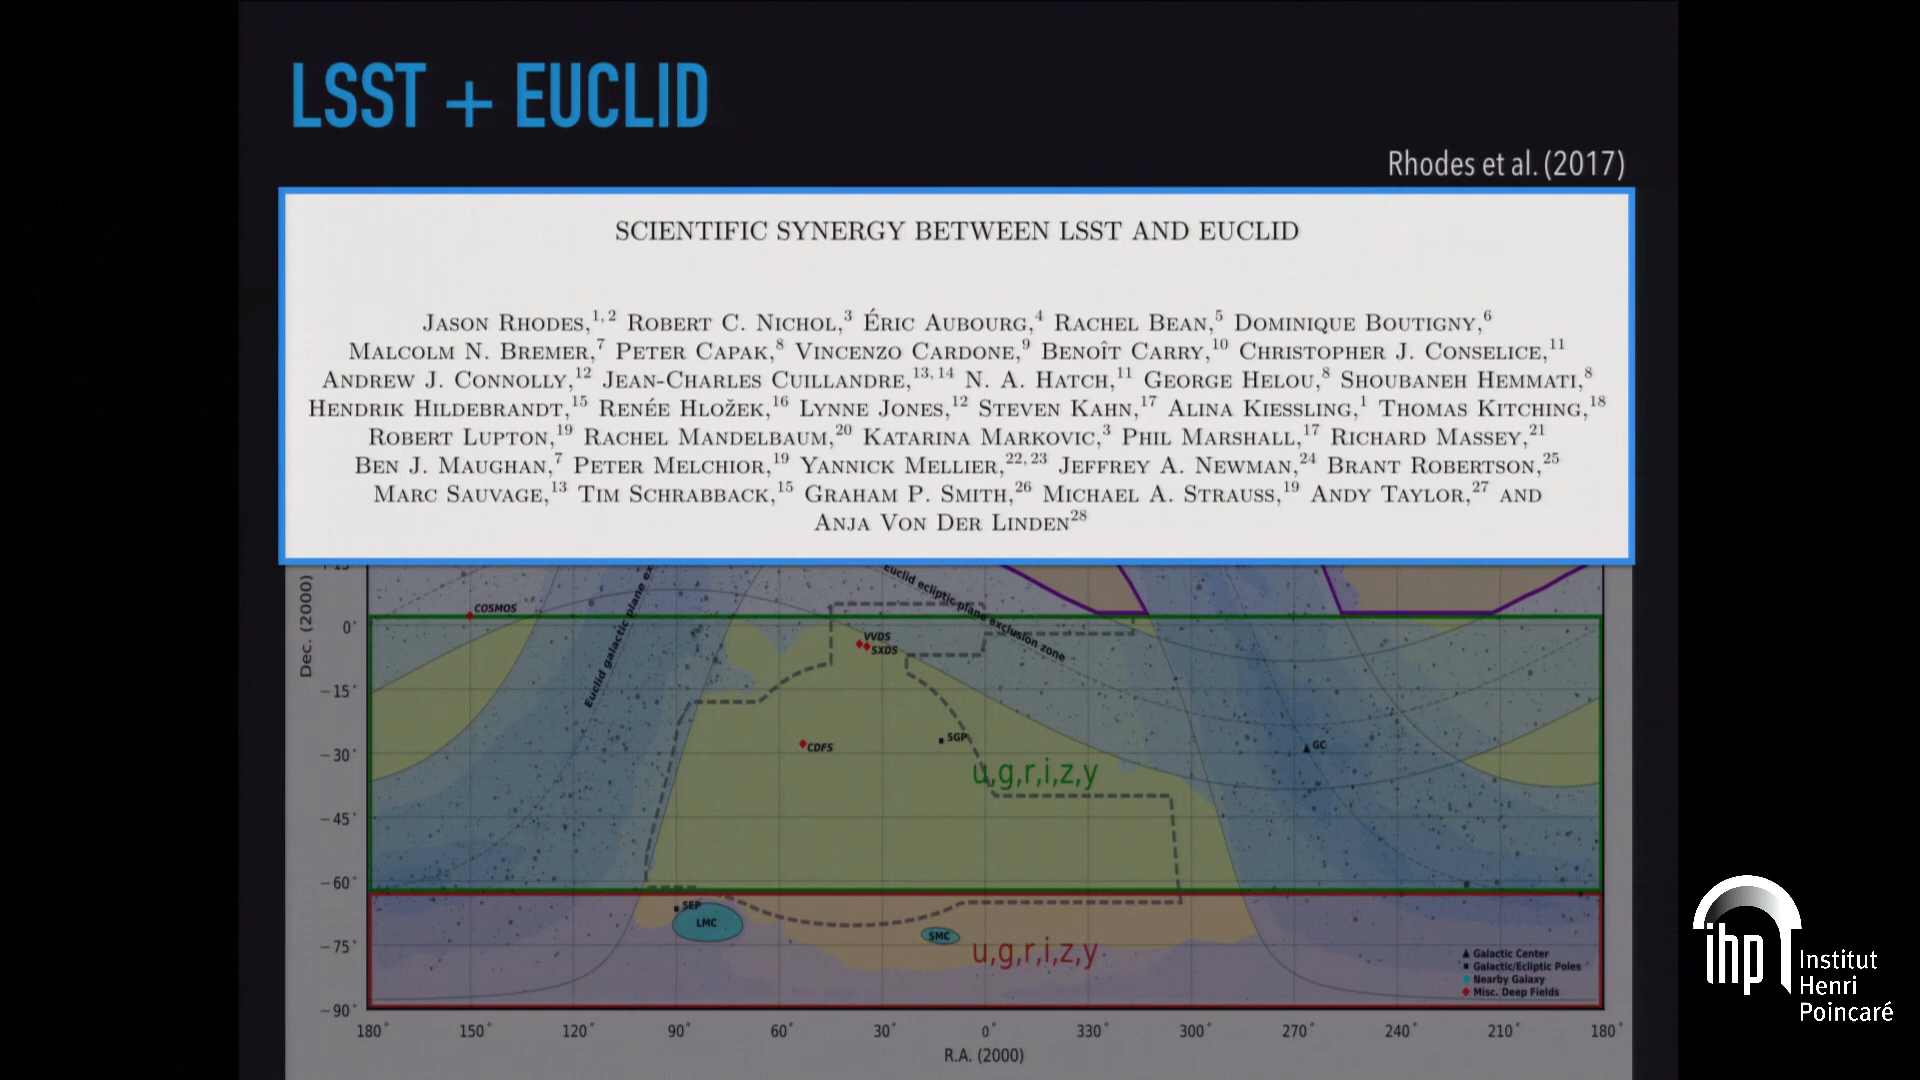 LSST + EUCLID
Rhodes et al. (2017)
SCIENTIFIC SYNERGY BETWEEN LSST AND EUCLID
JASON RHODES,1, 2 ROBERT C. NICHOL,3 ÉRIC AUBOURG,4 RACHEL BEAN,5 DOMINIQUE BOUTIGNY,6
MALCOLM N. BREMER,7 PETER CAPAK,8 VINCENZO CARDONE,9 BENOÎT CARRY,10 CHRISTOPHER J. CONSELICE,11
ANDREW J. CONNOLLY,12 JEAN-CHARLES CUILLANDRE,13, 14 N. A. HATCH,11 GEORGE HELOU,8 SHOUBANEH HEMMATI,8
HENDRIK HILDEBRANDT,15 RENÉE HLOŽEK,16 LYNNE JONES,12 STEVEN KAHN,17 ALINA KIESSLING,1 THOMAS KITCHING,18
ROBERT LUPTON,19 RACHEL MANDELBAUM,20 KATARINA MARKOVIC,3 PHIL MARSHALL,17 RICHARD MASSEY,21
BEN J. MAUGHAN,7 PETER MELCHIOR,19 YANNICK MELLIER,22, 23 JEFFREY A. NEWMAN,24 BRANT ROBERTSON,25
MARC SAUVAGE,13 TIM SCHRABBACK,15 GRAHAM P. SMITH,26 MICHAEL A. STRAUSS,19 ANDY TAYLOR,27 AND
ANJA VON DER LINDEN28
Euclid galactic plane
Euclid ecliptic plane exclusion zone
COSMOS
VVDS
SXDS
CDFS
SGP
GC
u,g,r,i,z,y
SEP
LMC
SMC
u,g,r,i,z,y
Galactic Center
Galactic/Ecliptic Poles
Nearby Galaxy
Misc. Deep Fields
Dec. (2000)
0°
−15°
−30°
−45°
−60°
−75°
−90°
180° 150° 120° 90° 60° 30° 0° 330° 300° 270° 240° 210° 180°
R.A. (2000)
ihp
Institut
Henri
Poincaré